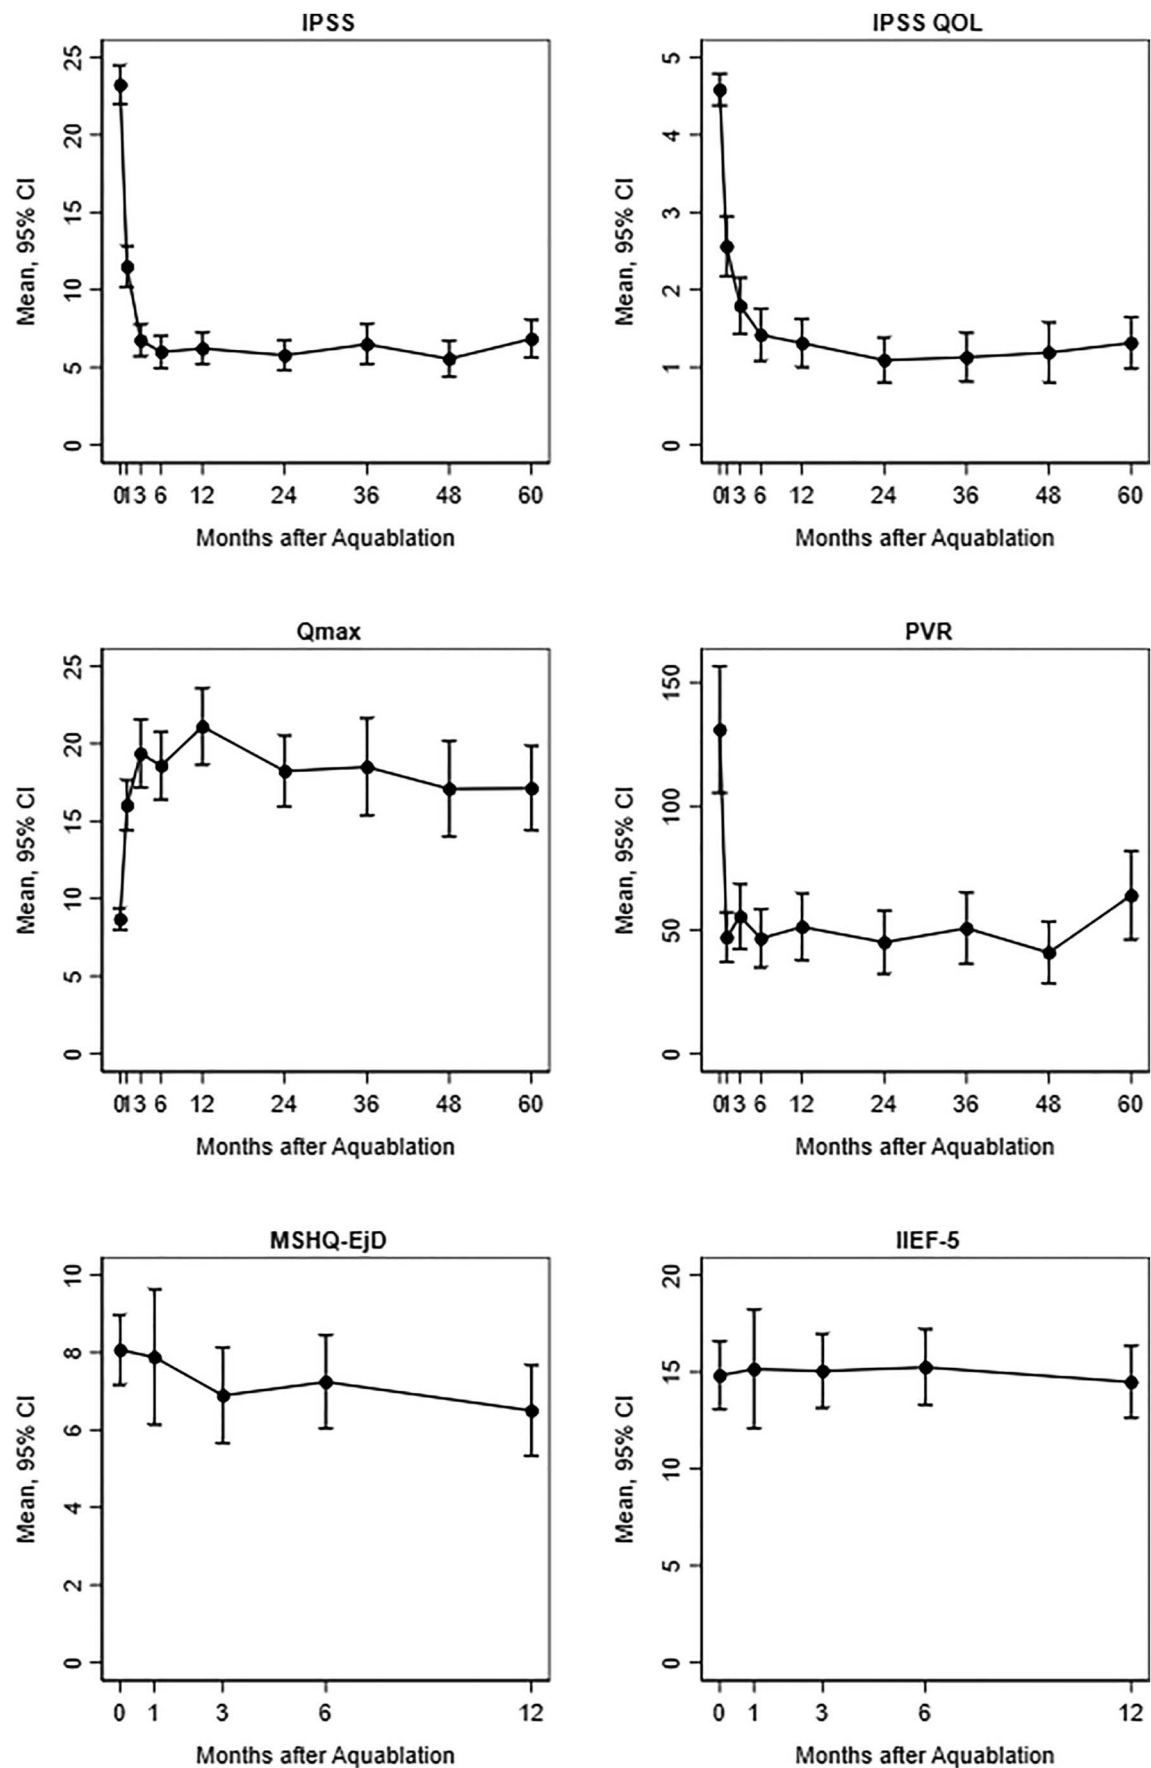 IPSS
Mean, 95% CI
25
20
15
10
5
0
0 1 3 6 12 24 36 48 60
Months after Aquablation
IPSS QOL
Mean, 95% CI
5
4
3
2
1
0
0 1 3 6 12 24 36 48 60
Months after Aquablation
Qmax
Mean, 95% CI
25
20
15
10
5
0
0 1 3 6 12 24 36 48 60
Months after Aquablation
PVR
Mean, 95% CI
150
100
50
0
0 1 3 6 12 24 36 48 60
Months after Aquablation
MSHQ-EjD
Mean, 95% CI
10
8
6
4
2
0
0 1 3 6 12
Months after Aquablation
IIEF-5
Mean, 95% CI
20
15
10
5
0
0 1 3 6 12
Months after Aquablation